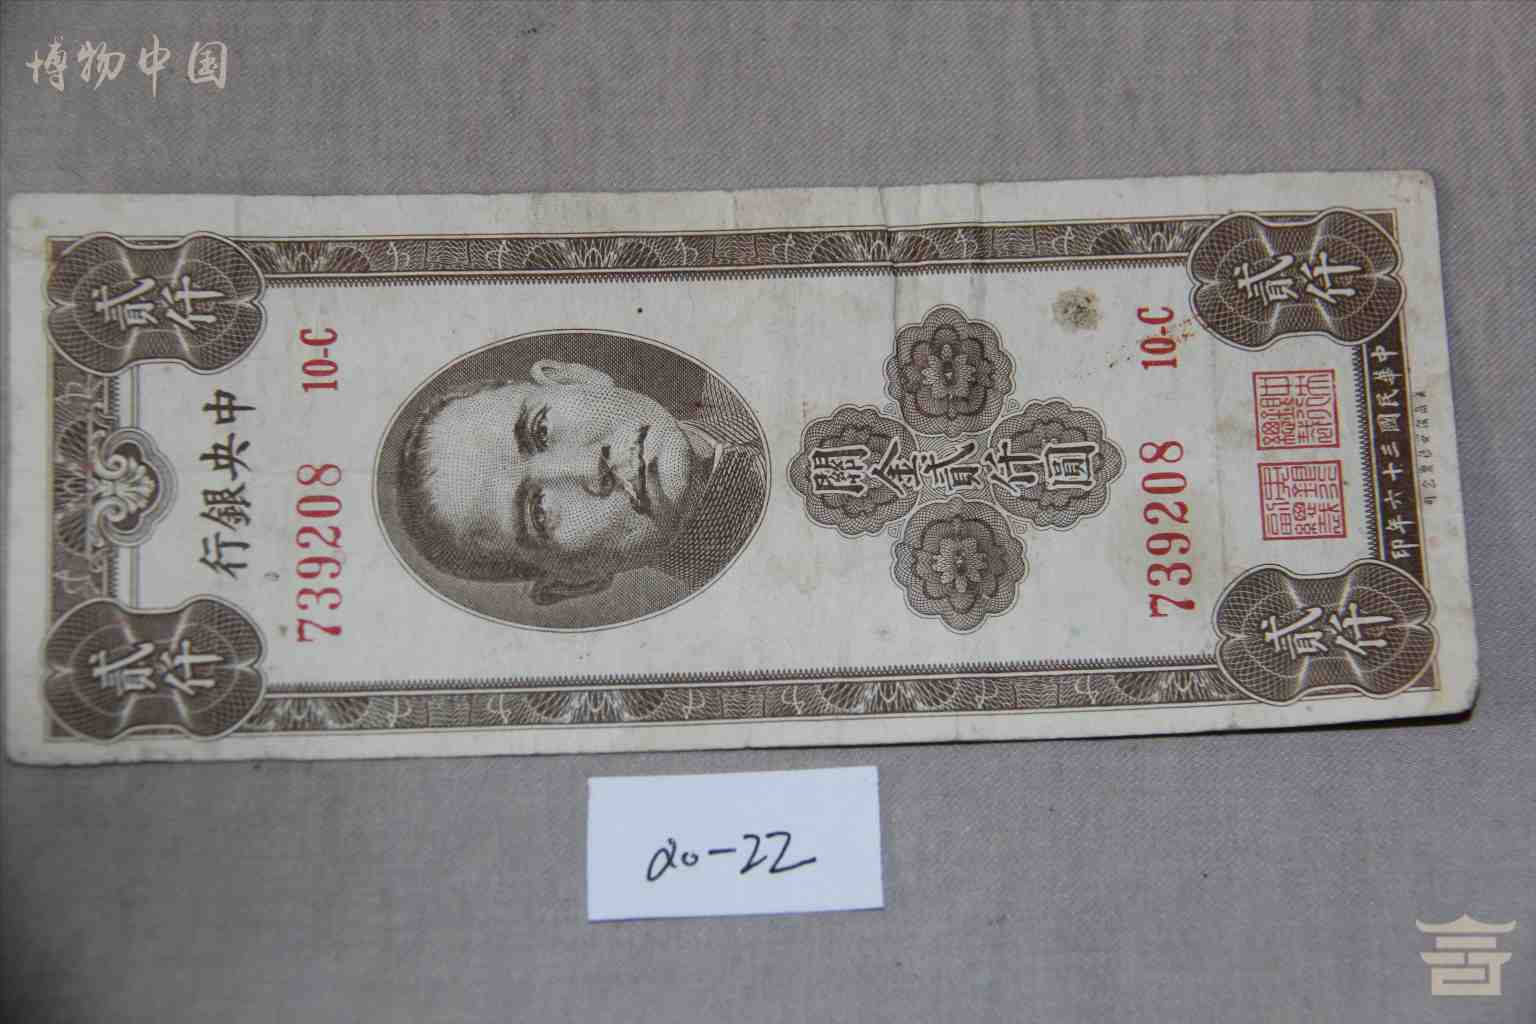 博物中国
貳仟
貳仟
中央銀行
10-C
739208
關金貳仟圓
10-C
739208
貳仟
貳仟
中華民國三十六年印
20-22